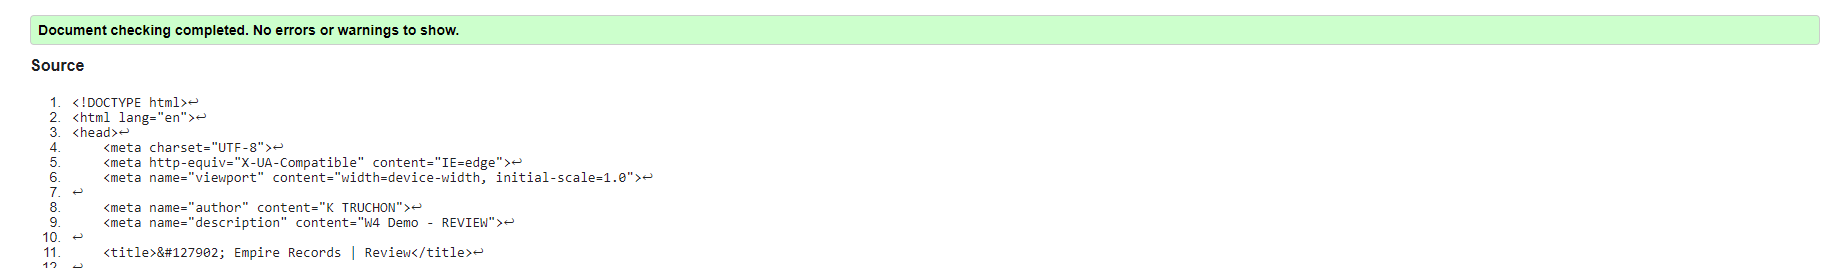 Document checking completed. No errors or warnings to show.
Source
1. <!DOCTYPE html>↩
2. <html lang="en">↩
3. <head>↩
4. <meta charset="UTF-8">↩
5. <meta http-equiv="X-UA-Compatible" content="IE=edge">↩
6. <meta name="viewport" content="width=device-width, initial-scale=1.0">↩
7. ↩
8. <meta name="author" content="K TRUCHON">↩
9. <meta name="description" content="W4 Demo - REVIEW">↩
10. ↩
11. <title>&#127902; Empire Records | Review</title>↩
12. ↩